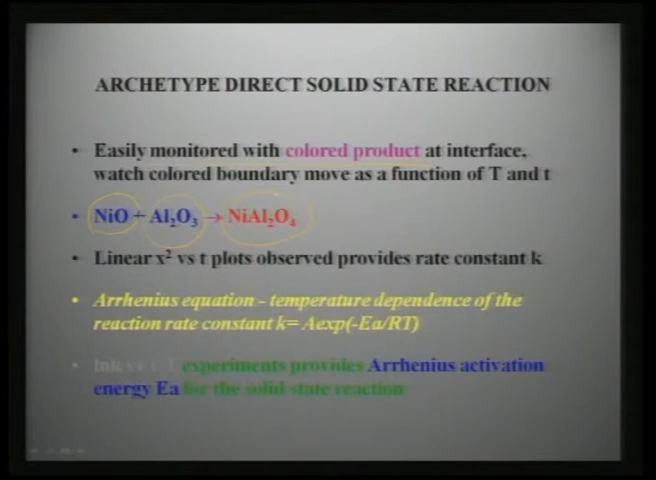 ARCHETYPE DIRECT SOLID STATE REACTION
• Easily monitored with colored product at interface,
watch colored boundary move as a function of T and t
• NiO + Al₂O₃ → NiAl₂O₄
• Linear x² vs t plots observed provides rate constant k
• Arrhenius equation - temperature dependence of the
reaction rate constant k= Aexp(-Ea/RT)
• lnk vs experiments provides Arrhenius activation
energy Ea for the solid state reaction